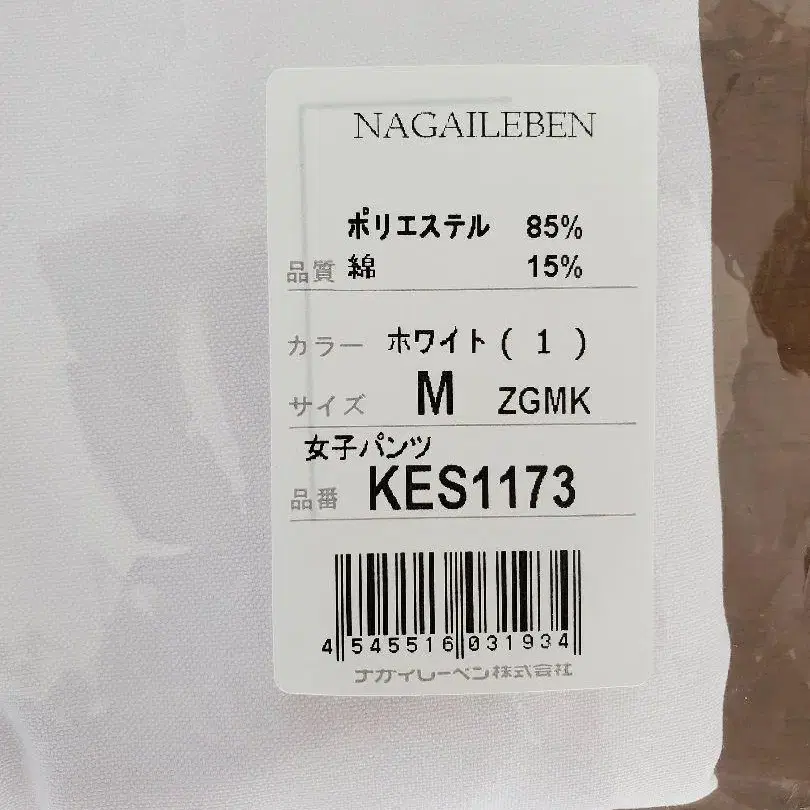 NAGAILEBEN
ポリエステル 85%
品質 綿 15%
カラー ホワイト ( 1 )
サイズ M ZGMK
女子パンツ
品番 KES1173
4 545516 031934
ナガイレーベン株式会社